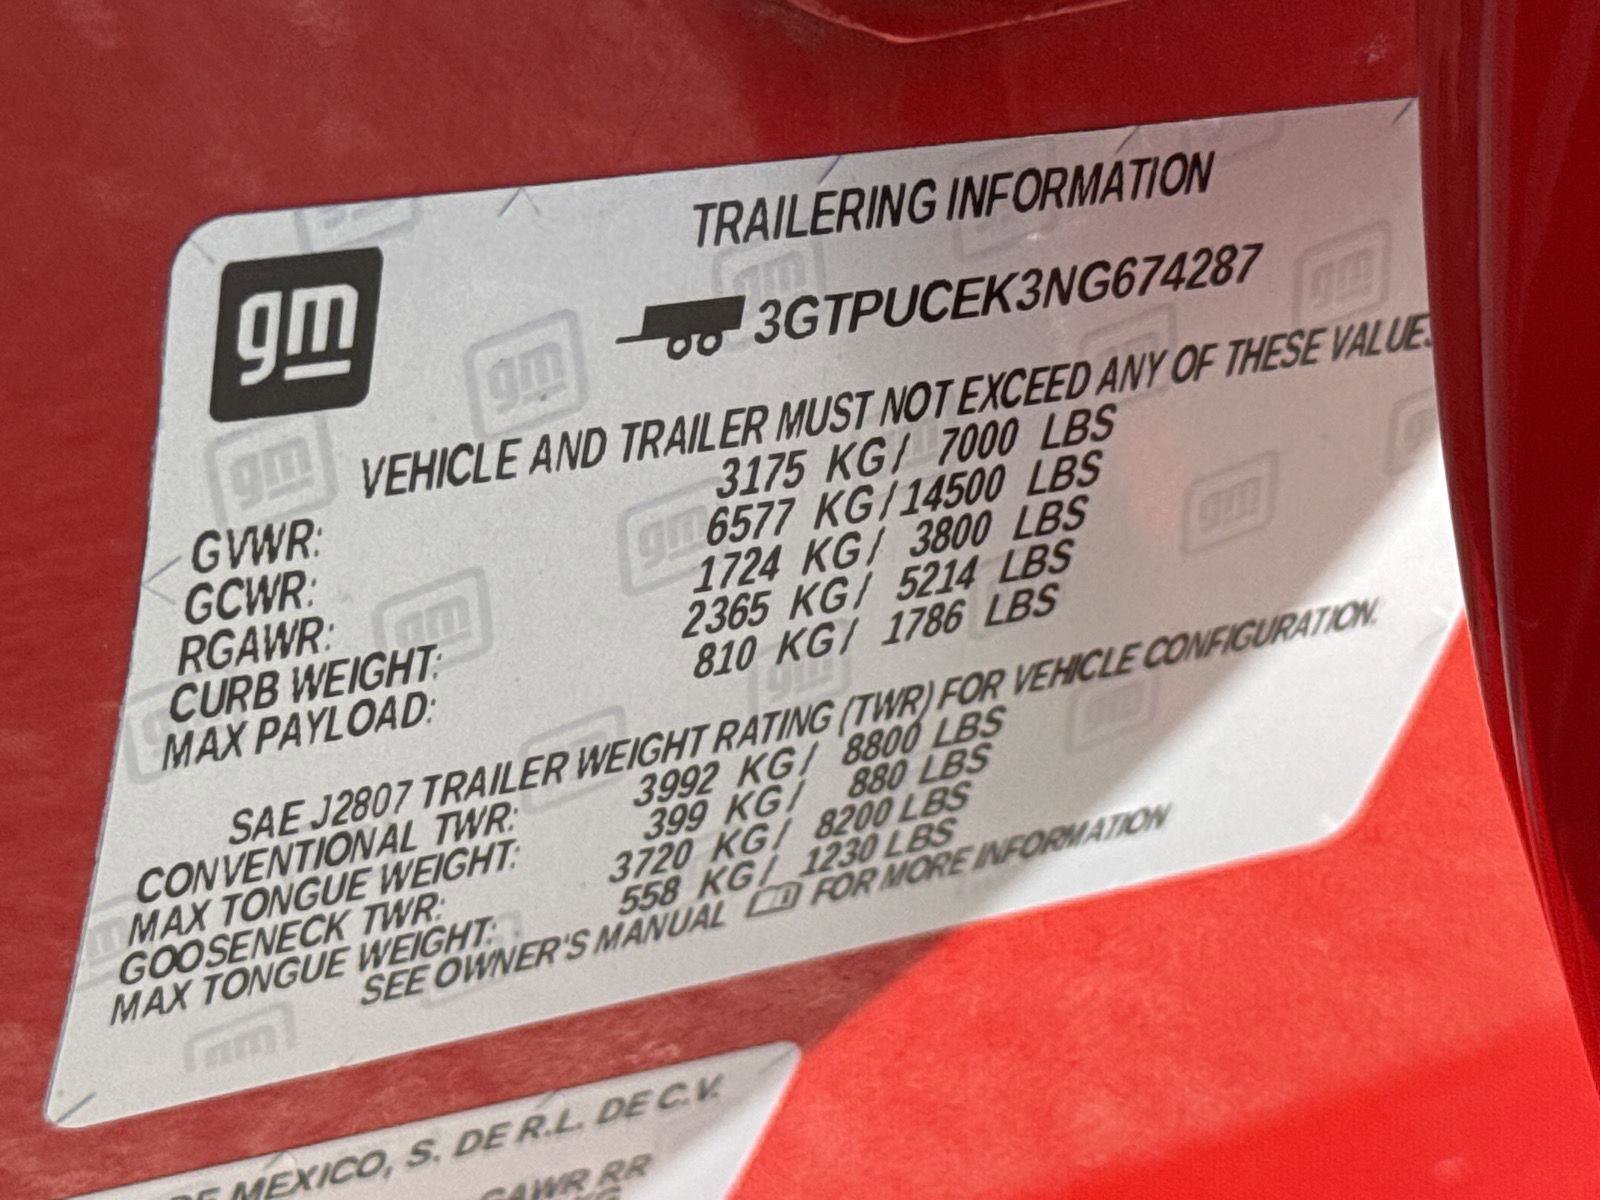 gm
TRAILERING INFORMATION
3GTPUCEK3NG674287
VEHICLE AND TRAILER MUST NOT EXCEED ANY OF THESE VALUES
GVWR: 3175 KG/ 7000 LBS
GCWR: 6577 KG/14500 LBS
RGAWR: 1724 KG/ 3800 LBS
CURB WEIGHT: 2365 KG/ 5214 LBS
MAX PAYLOAD: 810 KG/ 1786 LBS
SAE J2807 TRAILER WEIGHT RATING (TWR) FOR VEHICLE CONFIGURATION.
CONVENTIONAL TWR: 3992 KG/ 8800 LBS
MAX TONGUE WEIGHT: 399 KG/ 880 LBS
GOOSENECK TWR: 3720 KG/ 8200 LBS
MAX TONGUE WEIGHT: 558 KG/ 1230 LBS
SEE OWNER'S MANUAL FOR MORE INFORMATION
DE MEXICO, S. DE R.L. DE C.V.
GAWR RR
KG